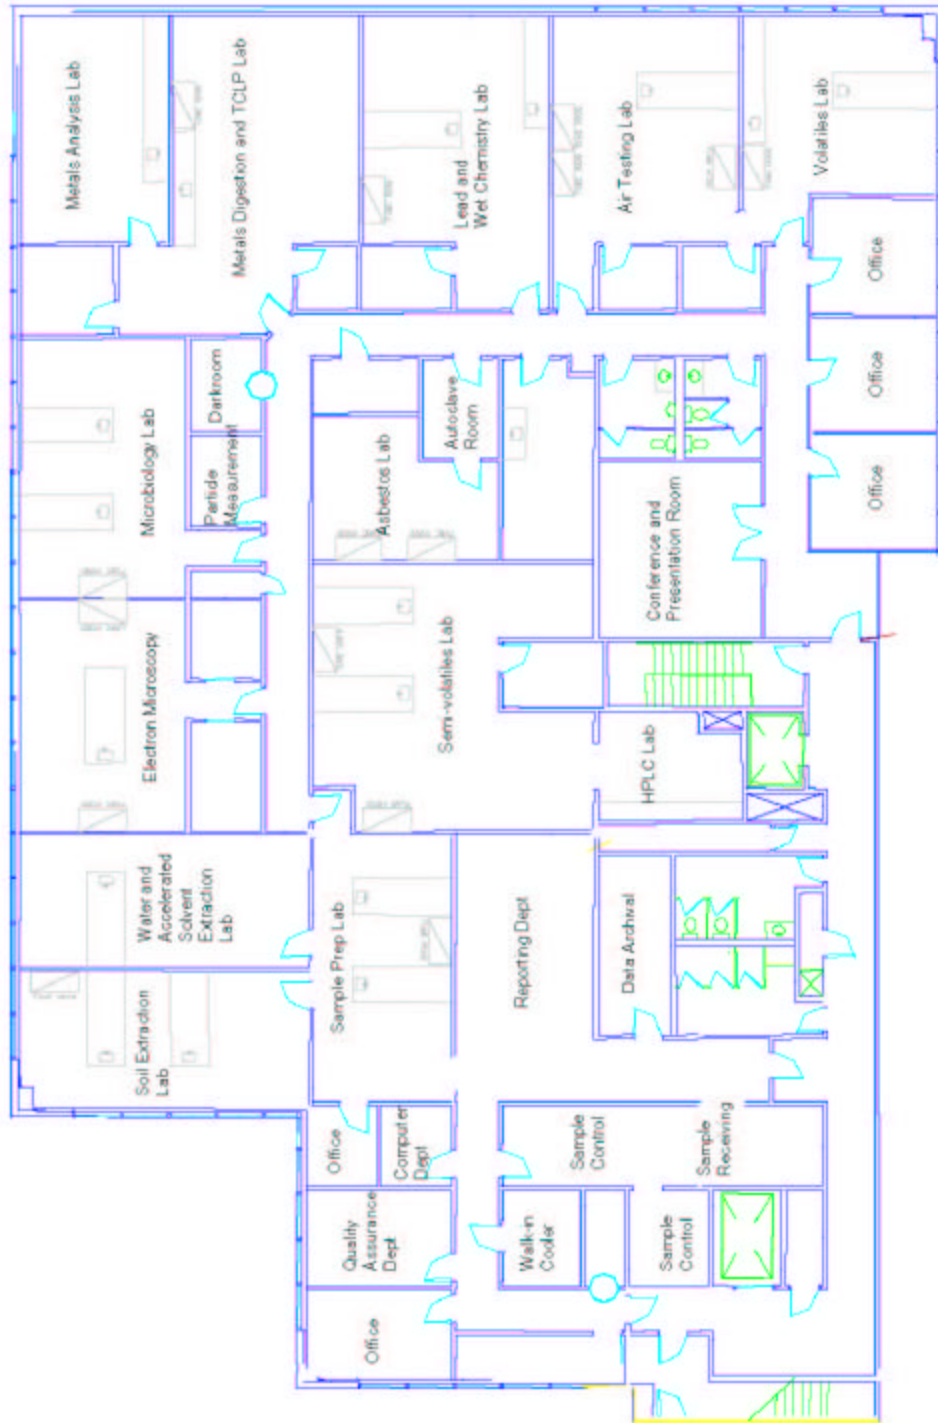 Metals Analysis Lab
Metals Digestion and TCLP Lab
Lead and
Wet Chemistry Lab
Air Testing Lab
Volatiles Lab
Office
Office
Office
Microbiology Lab
Darkroom
Particle
Measurement
Autoclave
Room
Asbestos Lab
Conference and
Presentation Room
Electron Microscopy
Semi-volatiles Lab
HPLC Lab
Water and
Accelerated
Solvent
Extraction
Lab
Sample Prep Lab
Reporting Dept
Data Archival
Soil Extraction
Lab
Office
Computer
Dept
Sample
Control
Sample
Receiving
Quality
Assurance
Dept
Walk-in
Cooler
Sample
Control
Office